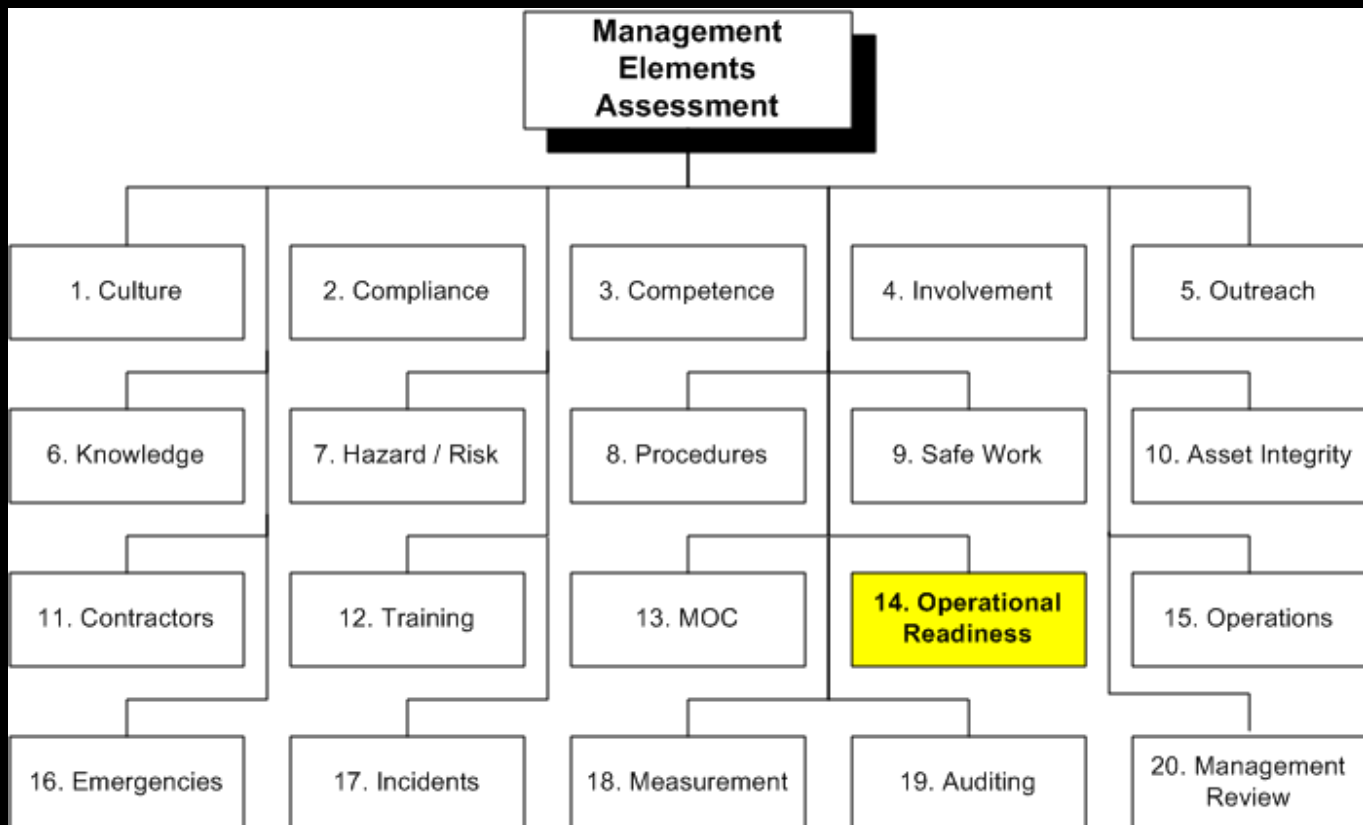 Management
Elements
Assessment
1. Culture
2. Compliance
3. Competence
4. Involvement
5. Outreach
6. Knowledge
7. Hazard / Risk
8. Procedures
9. Safe Work
10. Asset Integrity
11. Contractors
12. Training
13. MOC
14. Operational
Readiness
15. Operations
16. Emergencies
17. Incidents
18. Measurement
19. Auditing
20. Management
Review